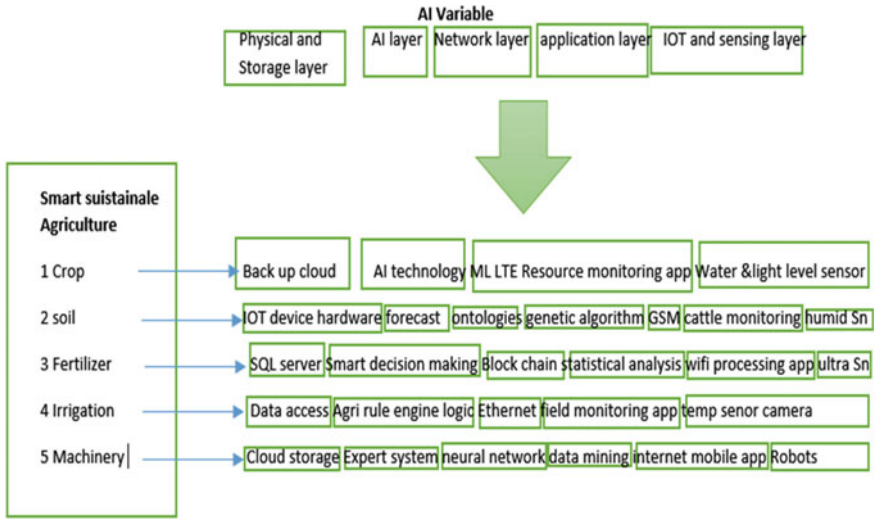 AI Variable
Physical and
Storage layer
AI layer
Network layer
application layer
IOT and sensing layer
Smart suistainale
Agriculture
1 Crop
Back up cloud
AI technology
ML LTE Resource monitoring app
Water &light level sensor
2 soil
IOT device hardware
forecast
ontologies
genetic algorithm
GSM
cattle monitoring
humid Sn
3 Fertilizer
SQL server
Smart decision making
Block chain
statistical analysis
wifi processing app
ultra Sn
4 Irrigation
Data access
Agri rule engine logic
Ethernet
field monitoring app
temp senor camera
5 Machinery
Cloud storage
Expert system
neural network
data mining
internet mobile app
Robots